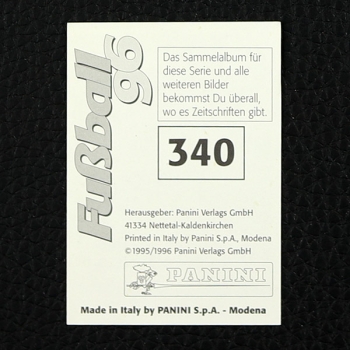 Fußball
96
Das Sammelalbum für
diese Serie und alle
weiteren Bilder
bekommst Du überall,
wo es Zeitschriften gibt.
340
Herausgeber: Panini Verlags GmbH
41334 Nettetal-Kaldenkirchen
Printed in Italy by Panini S.p.A., Modena
©1995/1996 Panini Verlags GmbH
PANINI
Made in Italy by PANINI S.p.A. - Modena